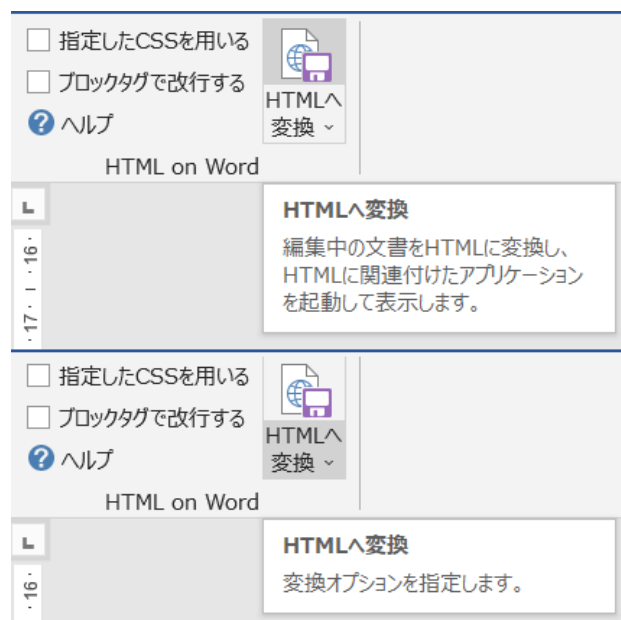 指定したCSSを用いる
ブロックタグで改行する
ヘルプ
HTMLへ
変換
HTML on Word
L
16
17
HTMLへ変換
編集中の文書をHTMLに変換し、
HTMLに関連付けたアプリケーション
を起動して表示します。
指定したCSSを用いる
ブロックタグで改行する
ヘルプ
HTMLへ
変換
HTML on Word
L
16
HTMLへ変換
変換オプションを指定します。